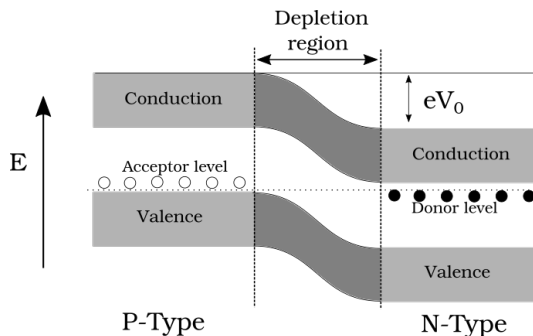 Depletion
region
Conduction
eV₀
E
Conduction
Acceptor level
Donor level
Valence
Valence
P-Type
N-Type